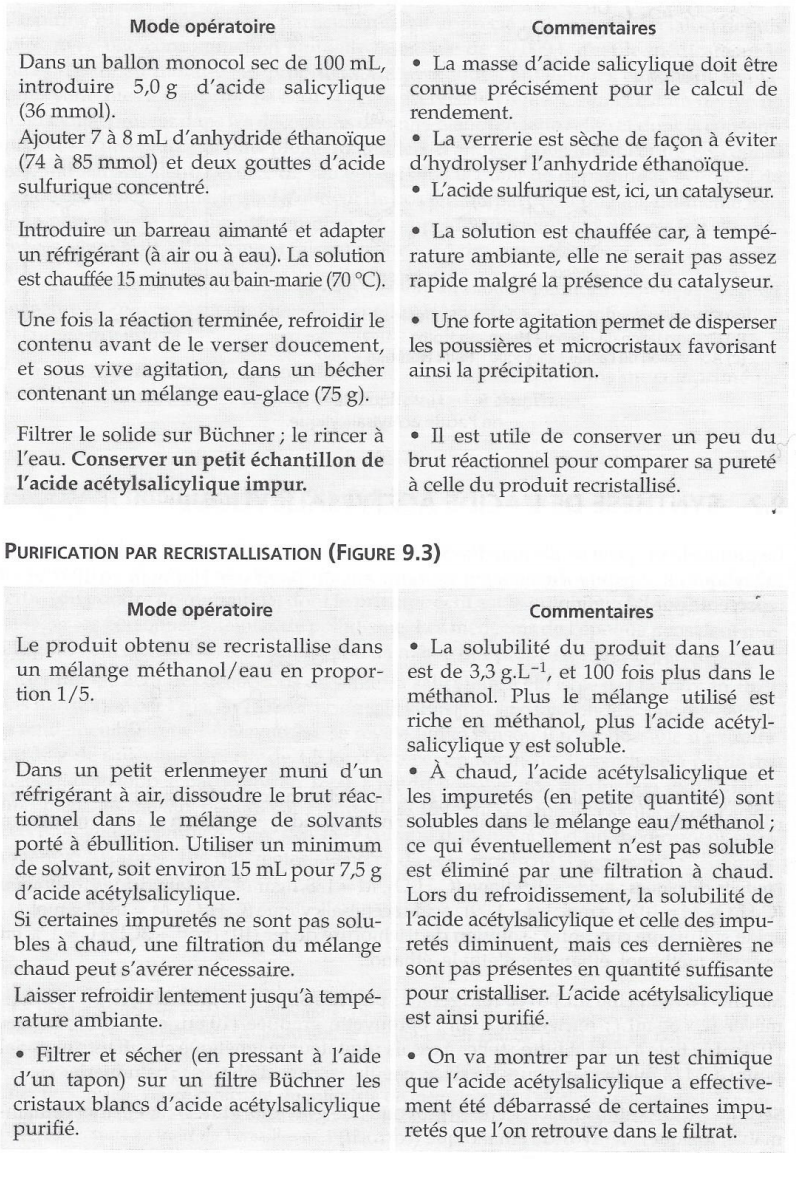 Mode opératoire
Dans un ballon monocol sec de 100 mL,
introduire 5,0 g d'acide salicylique
(36 mmol).
Ajouter 7 à 8 mL d'anhydride éthanoïque
(74 à 85 mmol) et deux gouttes d'acide
sulfurique concentré.
Introduire un barreau aimanté et adapter
un réfrigérant (à air ou à eau). La solution
est chauffée 15 minutes au bain-marie (70 °C).
Une fois la réaction terminée, refroidir le
contenu avant de le verser doucement,
et sous vive agitation, dans un bécher
contenant un mélange eau-glace (75 g).
Filtrer le solide sur Büchner ; le rincer à
l'eau. Conserver un petit échantillon de
l'acide acétylsalicylique impur.
Commentaires
• La masse d'acide salicylique doit être
connue précisément pour le calcul de
rendement.
• La verrerie est sèche de façon à éviter
d'hydrolyser l'anhydride éthanoïque.
• L'acide sulfurique est, ici, un catalyseur.
• La solution est chauffée car, à tempé-
rature ambiante, elle ne serait pas assez
rapide malgré la présence du catalyseur.
• Une forte agitation permet de disperser
les poussières et microcristaux favorisant
ainsi la précipitation.
• Il est utile de conserver un peu du
brut réactionnel pour comparer sa pureté
à celle du produit recristallisé.
PURIFICATION PAR RECRISTALLISATION (FIGURE 9.3)
Mode opératoire
Le produit obtenu se recristallise dans
un mélange méthanol/eau en propor-
tion 1/5.
Dans un petit erlenmeyer muni d'un
réfrigérant à air, dissoudre le brut réac-
tionnel dans le mélange de solvants
porté à ébullition. Utiliser un minimum
de solvant, soit environ 15 mL pour 7,5 g
d'acide acétylsalicylique.
Si certaines impuretés ne sont pas solu-
bles à chaud, une filtration du mélange
chaud peut s'avérer nécessaire.
Laisser refroidir lentement jusqu'à tempé-
rature ambiante.
• Filtrer et sécher (en pressant à l'aide
d'un tapon) sur un filtre Büchner les
cristaux blancs d'acide acétylsalicylique
purifié.
Commentaires
• La solubilité du produit dans l'eau
est de 3,3 g.L⁻¹, et 100 fois plus dans le
méthanol. Plus le mélange utilisé est
riche en méthanol, plus l'acide acétyl-
salicylique y est soluble.
• À chaud, l'acide acétylsalicylique et
les impuretés (en petite quantité) sont
solubles dans le mélange eau/méthanol ;
ce qui éventuellement n'est pas soluble
est éliminé par une filtration à chaud.
Lors du refroidissement, la solubilité de
l'acide acétylsalicylique et celle des impu-
retés diminuent, mais ces dernières ne
sont pas présentes en quantité suffisante
pour cristalliser. L'acide acétylsalicylique
est ainsi purifié.
• On va montrer par un test chimique
que l'acide acétylsalicylique a effective-
ment été débarrassé de certaines impu-
retés que l'on retrouve dans le filtrat.